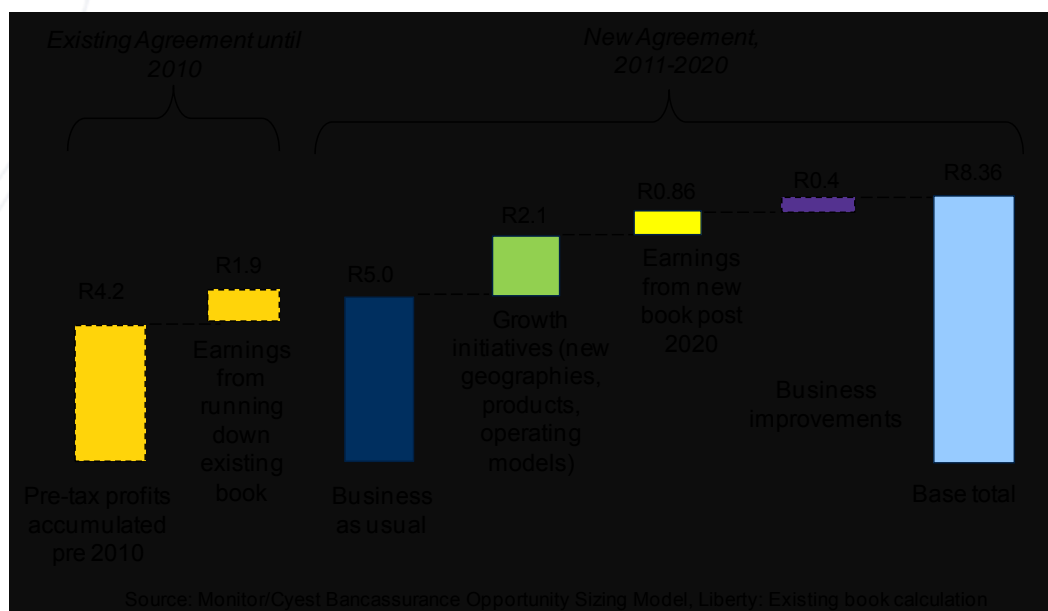 Existing Agreement until
2010
New Agreement,
2011-2020
R4.2
R1.9
R5.0
R2.1
R0.86
R0.4
R8.36
Pre-tax profits
accumulated
pre 2010
Earnings
from
running
down
existing
book
Business
as usual
Growth
initiatives (new
geographies,
products,
operating
models)
Earnings
from new
book post
2020
Business
improvements
Base total
Source: Monitor/Cyest Bancassurance Opportunity Sizing Model, Liberty: Existing book calculation